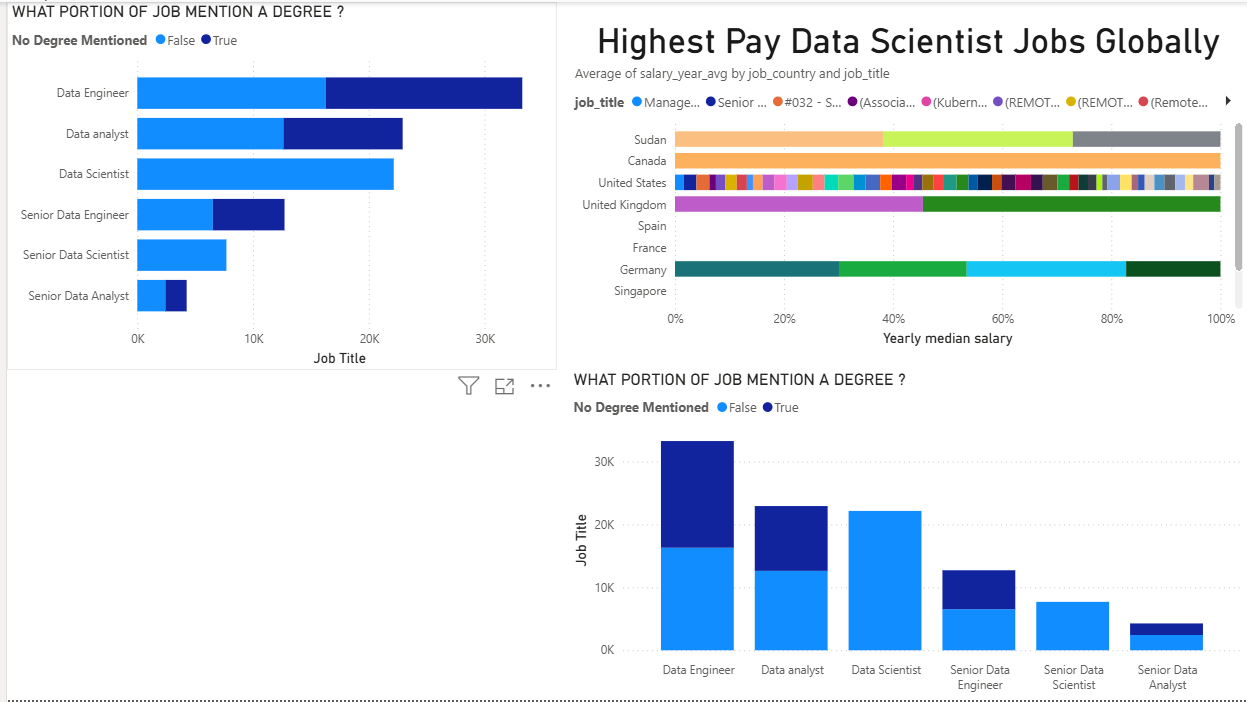 WHAT PORTION OF JOB MENTION A DEGREE ?
No Degree Mentioned False True
Data Engineer
Data analyst
Data Scientist
Senior Data Engineer
Senior Data Scientist
Senior Data Analyst
0K 10K 20K 30K
Job Title
Highest Pay Data Scientist Jobs Globally
Average of salary_year_avg by job_country and job_title
job_title Manage... Senior ... #032 - S... (Associa... (Kubern... (REMOT... (REMOT... (Remote...
Sudan
Canada
United States
United Kingdom
Spain
France
Germany
Singapore
0% 20% 40% 60% 80% 100%
Yearly median salary
WHAT PORTION OF JOB MENTION A DEGREE ?
No Degree Mentioned False True
Job Title
30K
20K
10K
0K
Data Engineer Data analyst Data Scientist Senior Data Senior Data Senior Data
Engineer Scientist Analyst